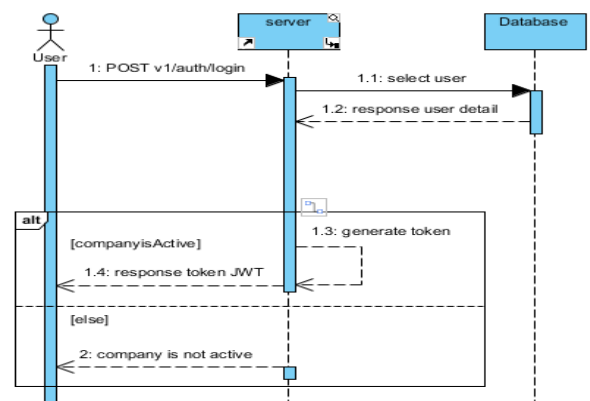 server
Database
User
1: POST v1/auth/login
1.1: select user
1.2: response user detail
alt
[companyisActive]
1.3: generate token
1.4: response token JWT
[else]
2: company is not active